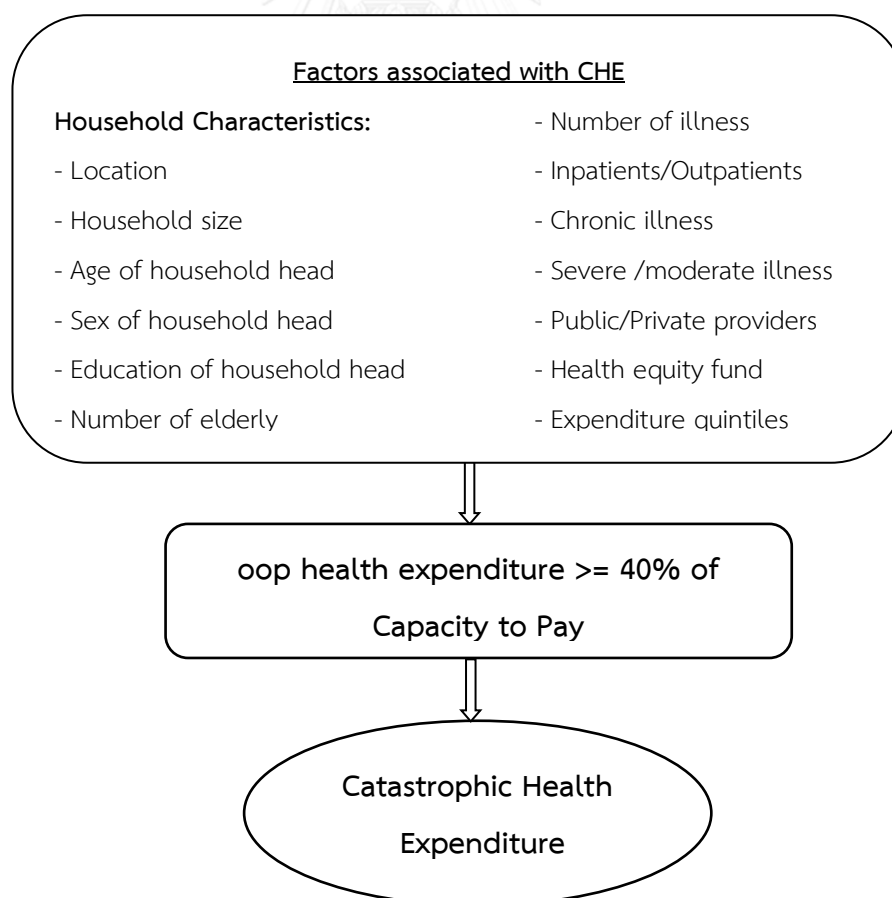 Factors associated with CHE
Household Characteristics:
- Location
- Household size
- Age of household head
- Sex of household head
- Education of household head
- Number of elderly
- Number of illness
- Inpatients/Outpatients
- Chronic illness
- Severe /moderate illness
- Public/Private providers
- Health equity fund
- Expenditure quintiles
oop health expenditure >= 40% of
Capacity to Pay
Catastrophic Health
Expenditure